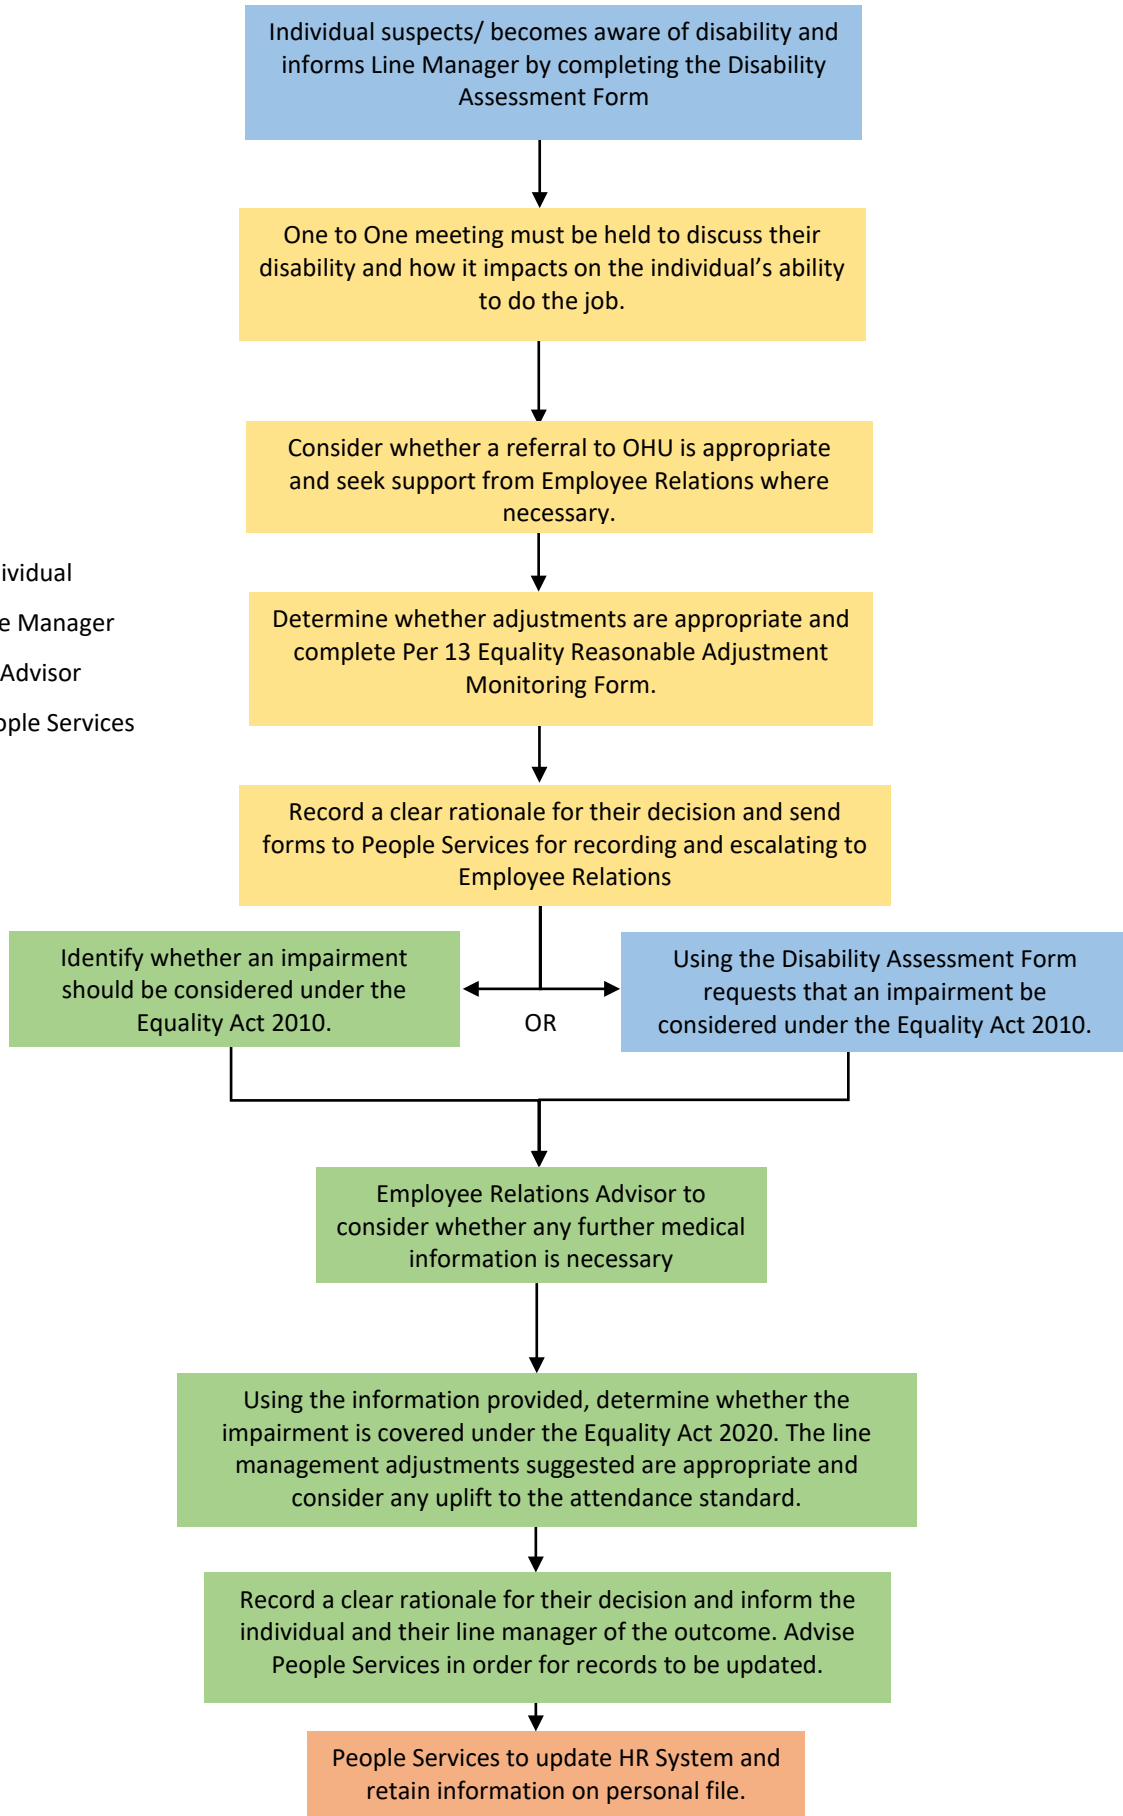 Individual suspects/ becomes aware of disability and
informs Line Manager by completing the Disability
Assessment Form
One to One meeting must be held to discuss their
disability and how it impacts on the individual’s ability
to do the job.
Consider whether a referral to OHU is appropriate
and seek support from Employee Relations where
necessary.
ividual
e Manager
Advisor
ople Services
Determine whether adjustments are appropriate and
complete Per 13 Equality Reasonable Adjustment
Monitoring Form.
Record a clear rationale for their decision and send
forms to People Services for recording and escalating to
Employee Relations
Identify whether an impairment
should be considered under the
Equality Act 2010.
OR
Using the Disability Assessment Form
requests that an impairment be
considered under the Equality Act 2010.
Employee Relations Advisor to
consider whether any further medical
information is necessary
Using the information provided, determine whether the
impairment is covered under the Equality Act 2020. The line
management adjustments suggested are appropriate and
consider any uplift to the attendance standard.
Record a clear rationale for their decision and inform the
individual and their line manager of the outcome. Advise
People Services in order for records to be updated.
People Services to update HR System and
retain information on personal file.